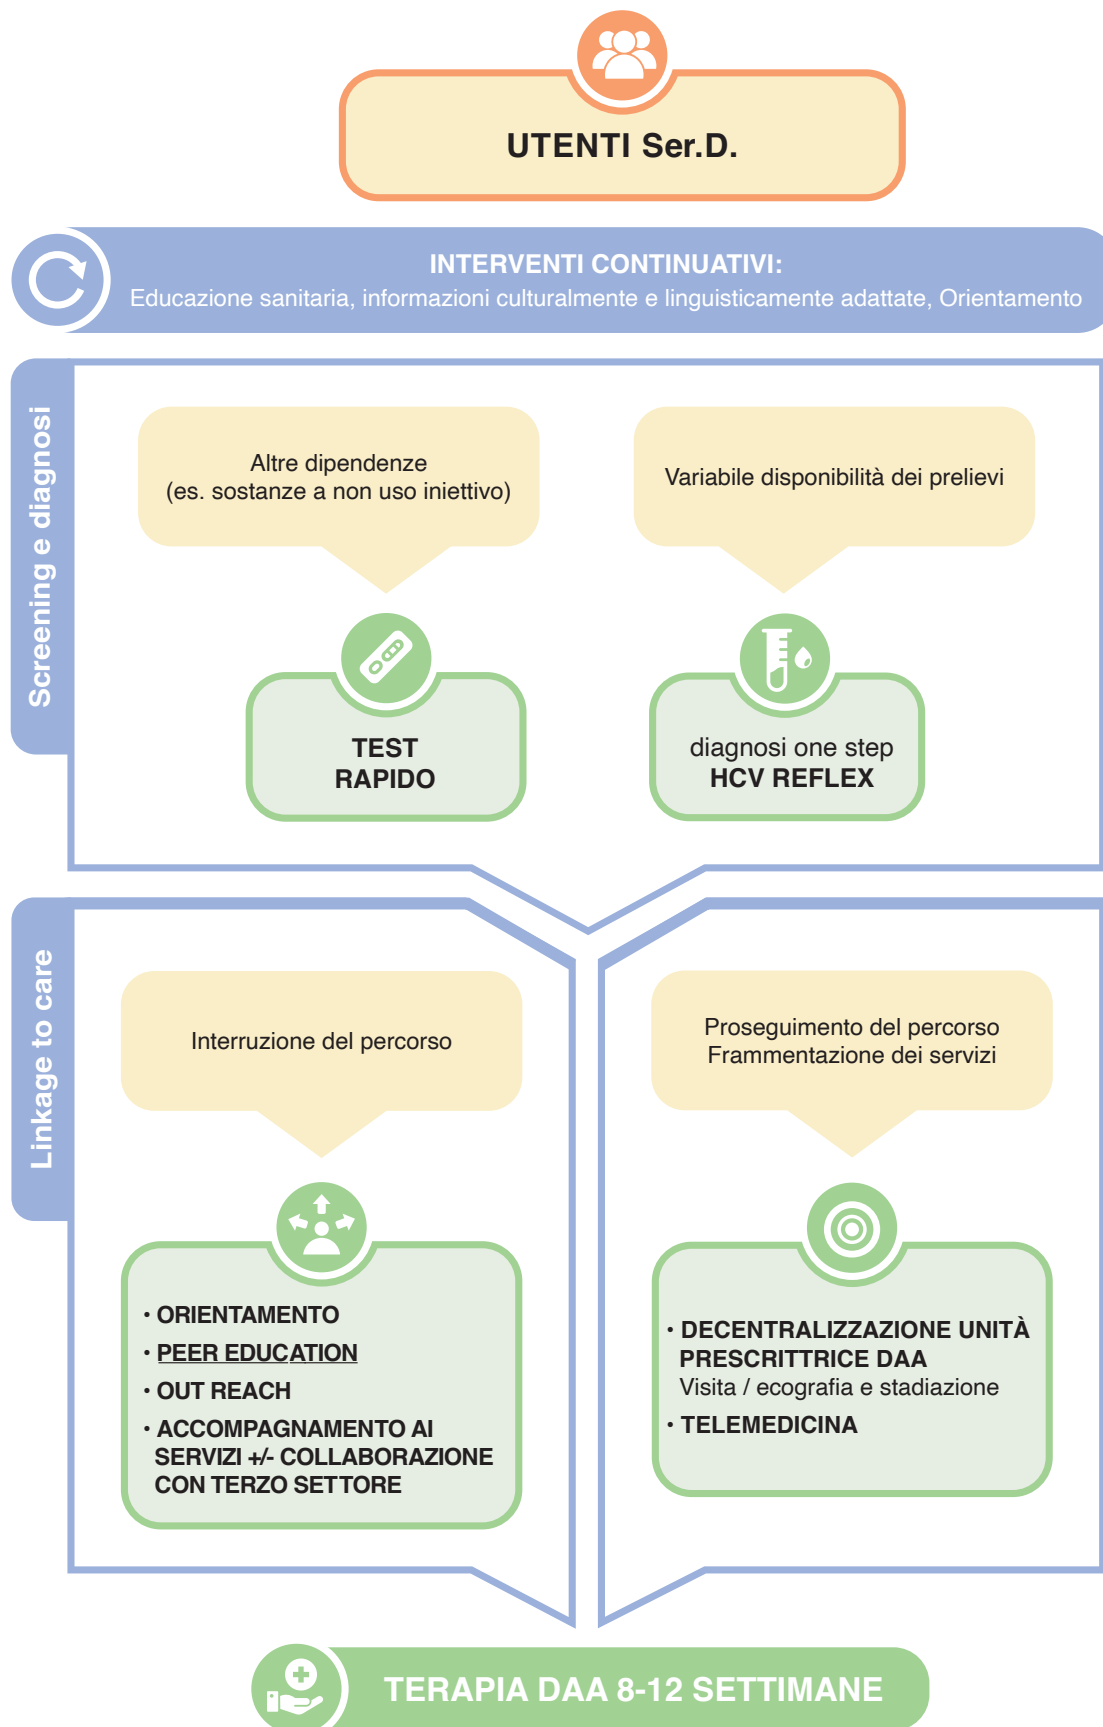 UTENTI Ser.D.
INTERVENTI CONTINUATIVI:
Educazione sanitaria, informazioni culturalmente e linguisticamente adattate, Orientamento
Screening e diagnosi
Altre dipendenze
(es. sostanze a non uso iniettivo)
Variabile disponibilità dei prelievi
TEST
RAPIDO
diagnosi one step
HCV REFLEX
Linkage to care
Interruzione del percorso
Proseguimento del percorso
Frammentazione dei servizi
· ORIENTAMENTO
· PEER EDUCATION
· OUT REACH
· ACCOMPAGNAMENTO AI
SERVIZI +/- COLLABORAZIONE
CON TERZO SETTORE
· DECENTRALIZZAZIONE UNITÀ
PRESCRITTRICE DAA
Visita / ecografia e stadiazione
· TELEMEDICINA
TERAPIA DAA 8-12 SETTIMANE